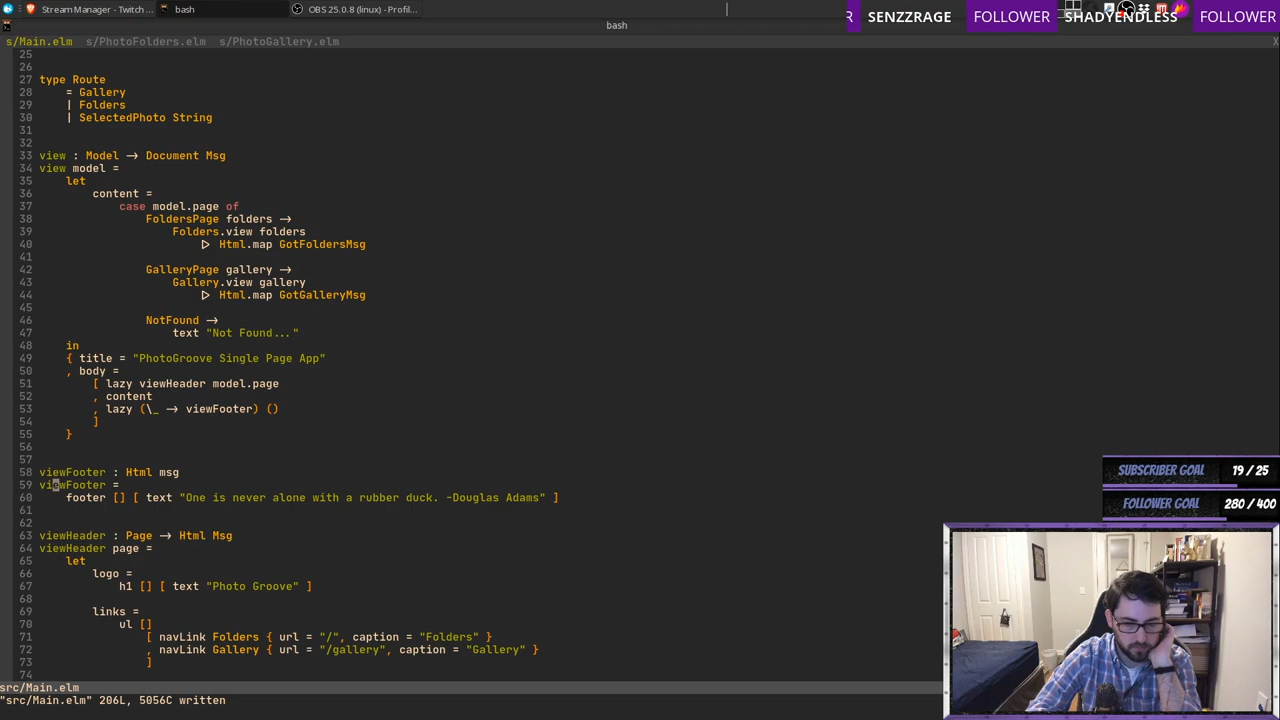 Stream Manager - Twitch
bash
OBS 25.0.8 (linux) - Profil...
R SENZZRAGE FOLLOWER SHADYENDLESS FOLLOWER
bash
s/Main.elm s/PhotoFolders.elm s/PhotoGallery.elm X
25
26
27 type Route
28 = Gallery
29 | Folders
30 | SelectedPhoto String
31
32
33 view : Model -> Document Msg
34 view model =
35 let
36 content =
37 case model.page of
38 FoldersPage folders ->
39 Folders.view folders
40 |> Html.map GotFoldersMsg
41
42 GalleryPage gallery ->
43 Gallery.view gallery
44 |> Html.map GotGalleryMsg
45
46 NotFound ->
47 text "Not Found..."
48 in
49 { title = "PhotoGroove Single Page App"
50 , body =
51 [ lazy viewHeader model.page
52 , content
53 , lazy (\_ -> viewFooter) ()
54 ]
55 }
56
57
58 viewFooter : Html msg
59 viewFooter =
60 footer [] [ text "One is never alone with a rubber duck. -Douglas Adams" ]
61
62
63 viewHeader : Page -> Html Msg
64 viewHeader page =
65 let
66 logo =
67 h1 [] [ text "Photo Groove" ]
68
69 links =
70 ul []
71 [ navLink Folders { url = "/", caption = "Folders" }
72 , navLink Gallery { url = "/gallery", caption = "Gallery" }
73 ]
74
src/Main.elm
"src/Main.elm" 206L, 5056C written
SUBSCRIBER GOAL 19 / 25
FOLLOWER GOAL 280 / 400